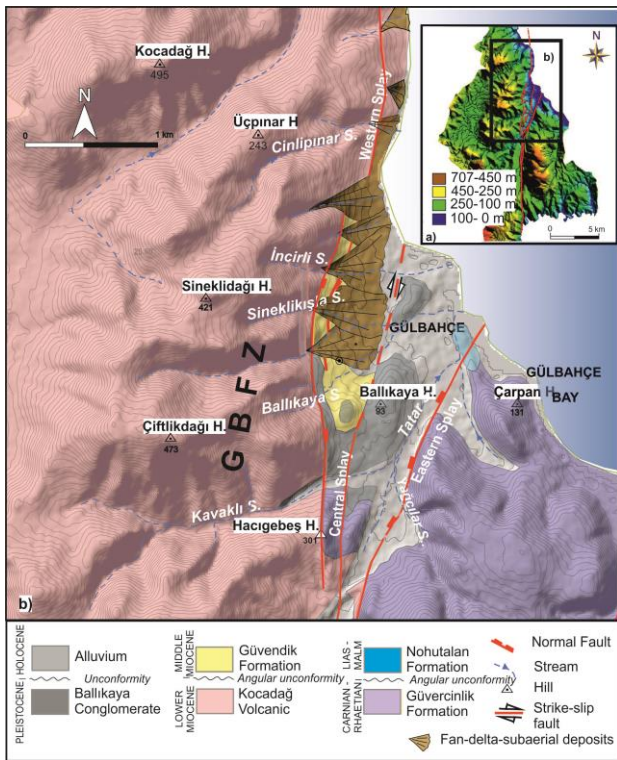 Kocadağ H.
495
N
0
1 km
Üçpınar H
243
Cinlipınar S.
Western Splay
N
b)
707-450 m
450-250 m
250-100 m
100- 0 m
a)
0
5 km
İncirli S.
Sineklidağı H.
421
Sineklikışla S.
GÜLBAHÇE
GBFZ
GÜLBAHÇE
BAY
Ballıkaya S.
Ballıkaya H.
93
Çarpan H
131
Çiftlikdağı H.
473
Tatar
Eastern Splay
Central Splay
Kavaklı S.
Hacıgebeş H.
301
b)
PLEISTOCENE
HOLOCENE
Alluvium
Unconformity
Ballıkaya
Conglomerate
MIDDLE
MIOCENE
Güvendik
Formation
Angular unconformity
LOWER
MIOCENE
Kocadağ
Volcanic
LIAS -
MALM
Nohutalan
Formation
Angular unconformity
CARNIAN -
RHAETIAN
Güvercinlik
Formation
Normal Fault
Stream
Hill
Strike-slip
fault
Fan-delta-subaerial deposits